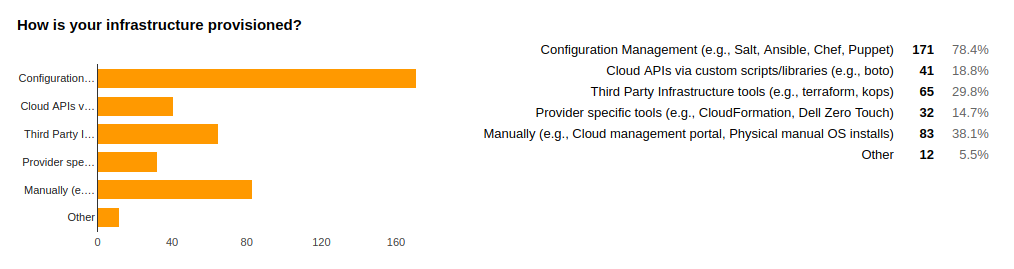 How is your infrastructure provisioned?
Configuration Management (e.g., Salt, Ansible, Chef, Puppet) 171 78.4%
Cloud APIs via custom scripts/libraries (e.g., boto) 41 18.8%
Third Party Infrastructure tools (e.g., terraform, kops) 65 29.8%
Provider specific tools (e.g., CloudFormation, Dell Zero Touch) 32 14.7%
Manually (e.g., Cloud management portal, Physical manual OS installs) 83 38.1%
Other 12 5.5%
Configuration…
Cloud APIs v…
Third Party I…
Provider spe…
Manually (e.…
Other
0 40 80 120 160